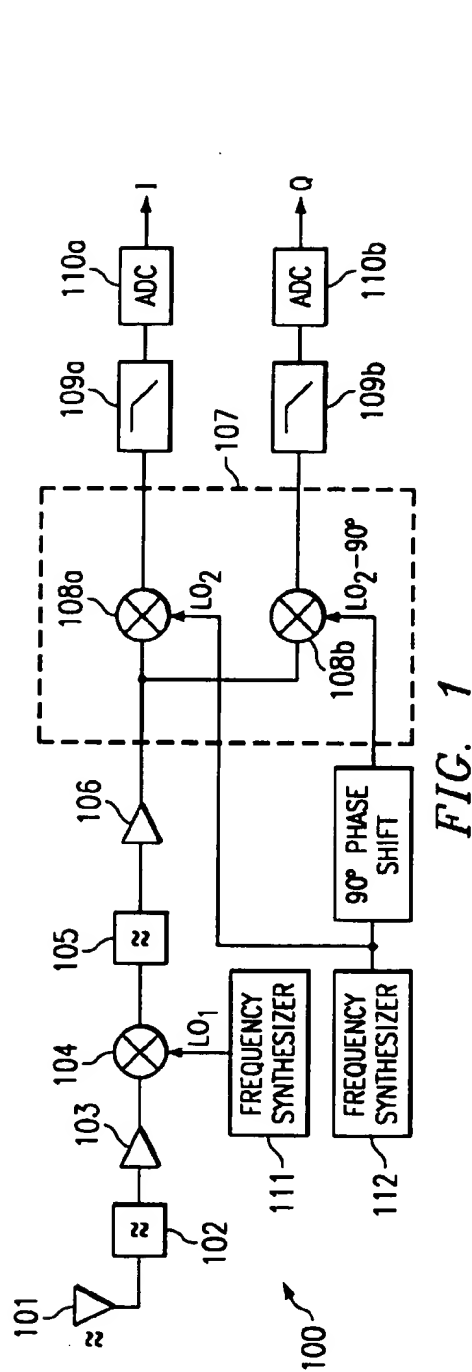 101
102
103
104
105
106
107
108a
109a
110a
ADC
I
LO2
108b
109b
110b
ADC
Q
LO2-90°
LO1
FREQUENCY
SYNTHESIZER
111
FREQUENCY
SYNTHESIZER
112
90° PHASE
SHIFT
100
FIG. 1